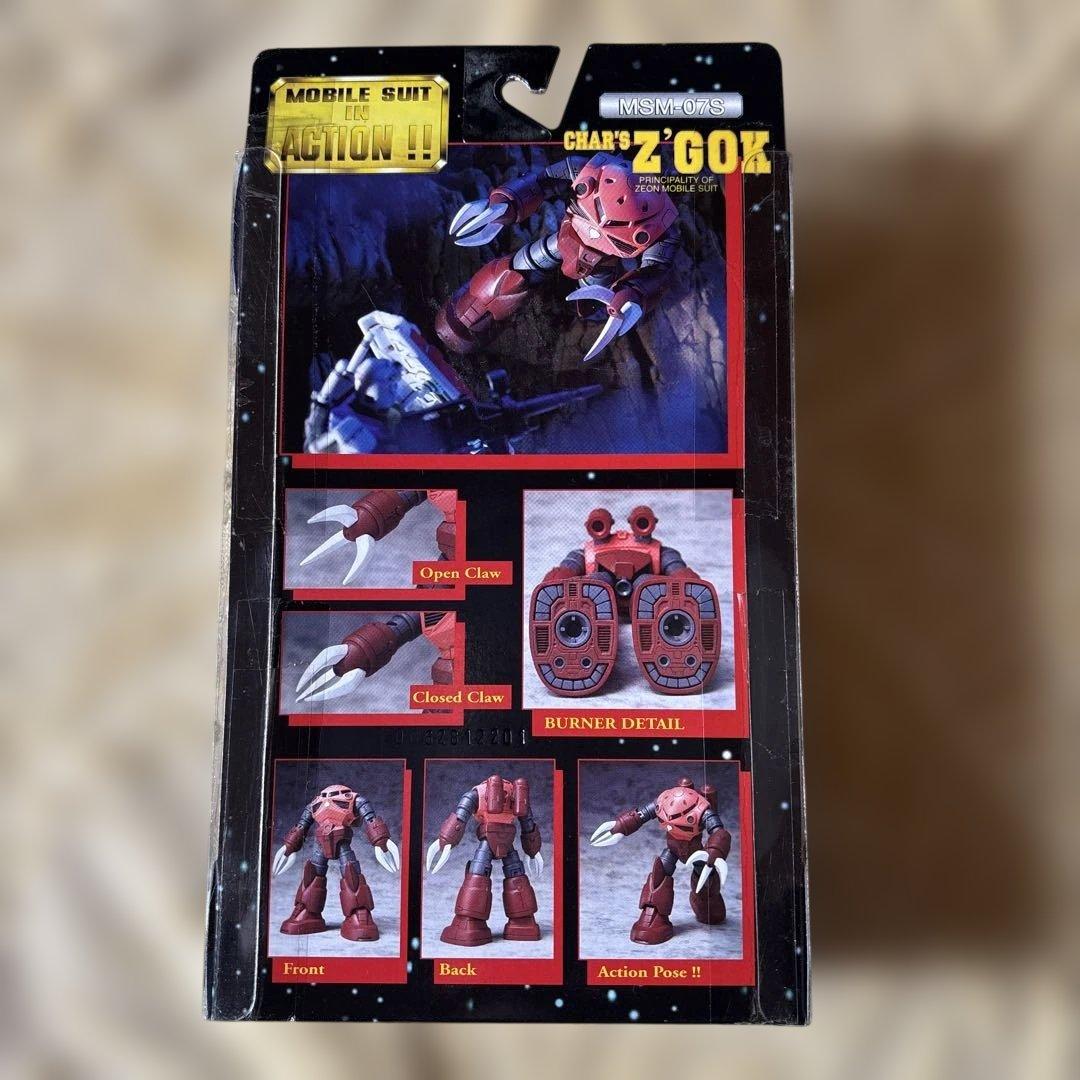 MOBILE SUIT
IN
ACTION !!
MSM-07S
CHAR'S Z'GOK
PRINCIPALITY OF
ZEON MOBILE SUIT
Open Claw
Closed Claw
BURNER DETAIL
Front
Back
Action Pose !!